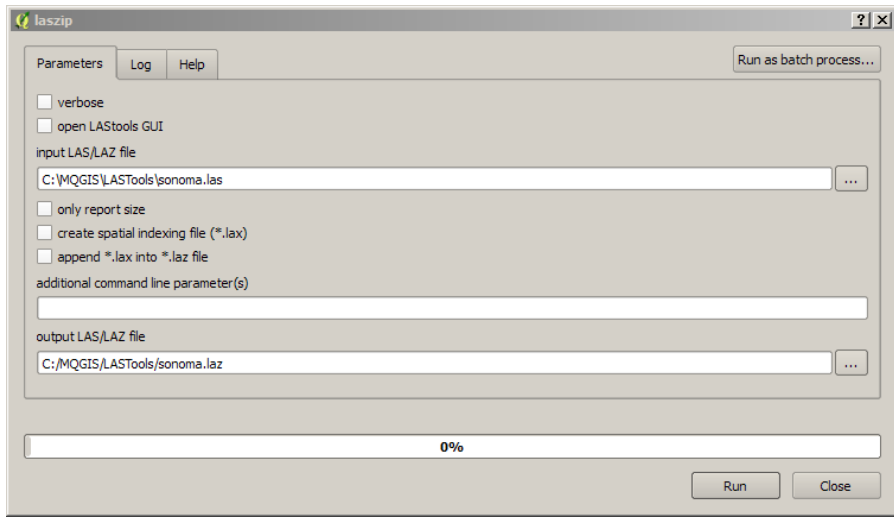 laszip
Parameters Log Help Run as batch process...
verbose
open LAStools GUI
input LAS/LAZ file
C:\MQGIS\LASTools\sonoma.las ...
only report size
create spatial indexing file (*.lax)
append *.lax into *.laz file
additional command line parameter(s)
output LAS/LAZ file
C:/MQGIS/LASTools/sonoma.laz ...
0%
Run Close